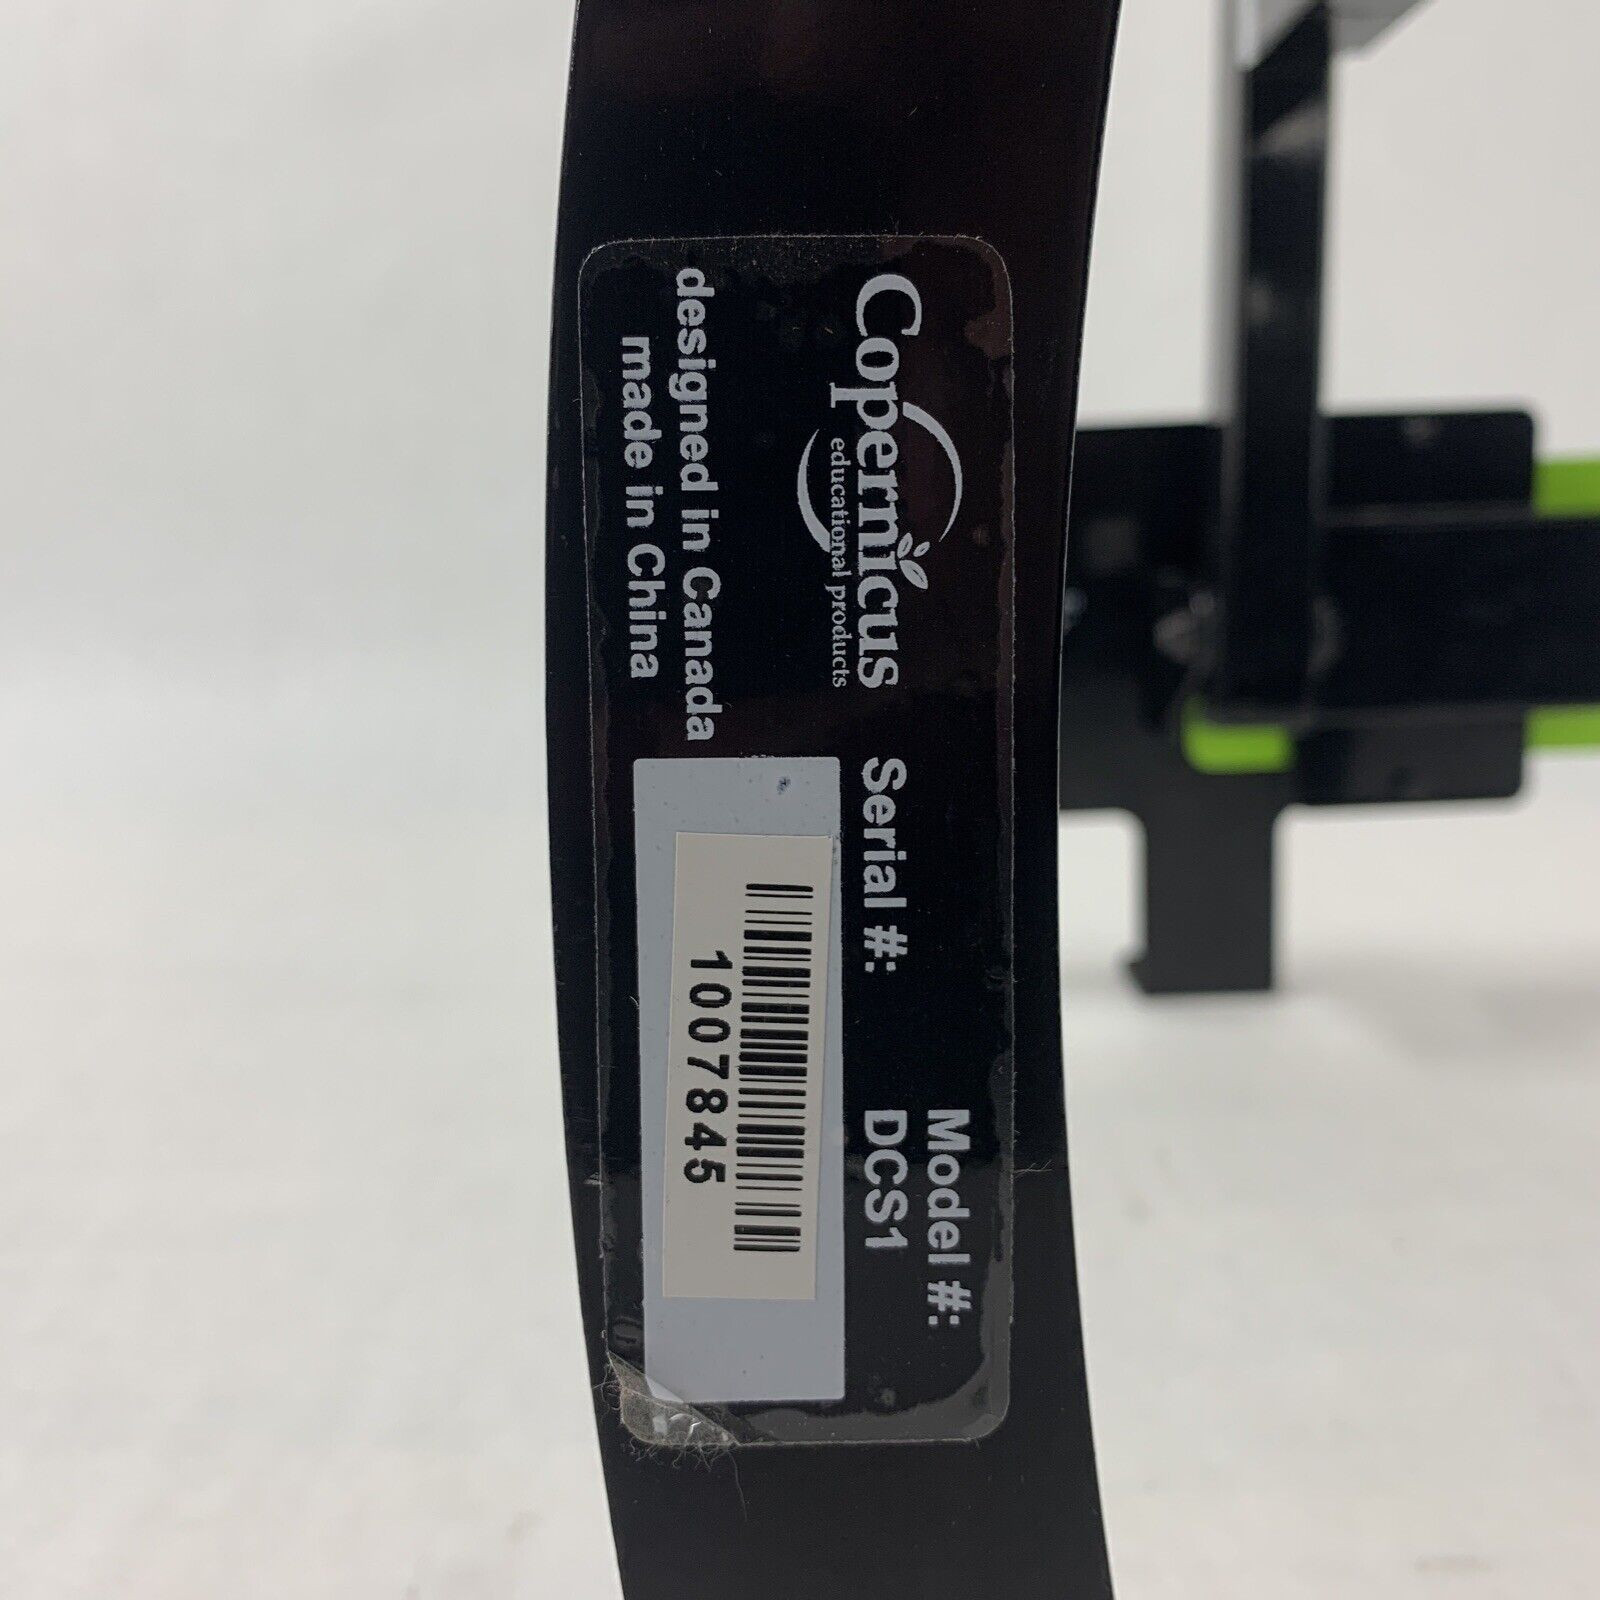 Model #:
DCS1
Copernicus
educational products
Serial #:
designed in Canada
made in China
1007845